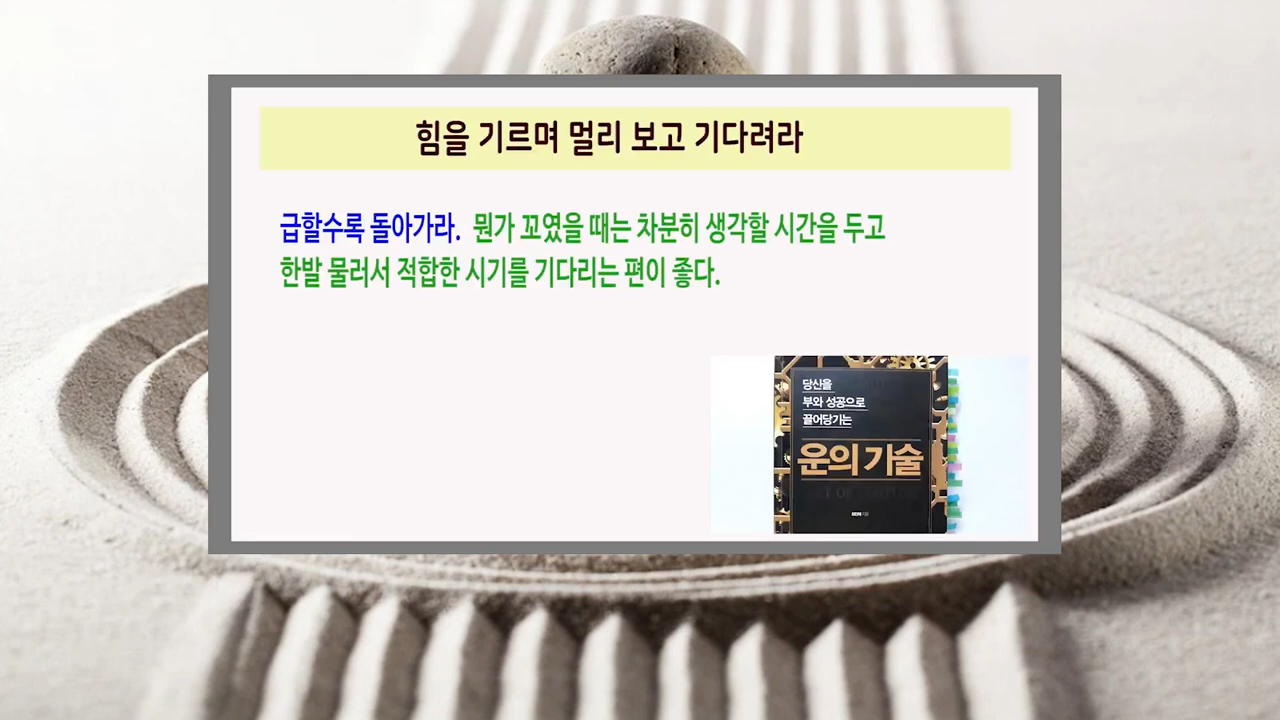 힘을 기르며 멀리 보고 기다려라
급할수록 돌아가라. 뭔가 꼬였을 때는 차분히 생각할 시간을 두고
한발 물러서 적합한 시기를 기다리는 편이 좋다.
당신을
부와 성공으로
끌어당기는
운의 기술